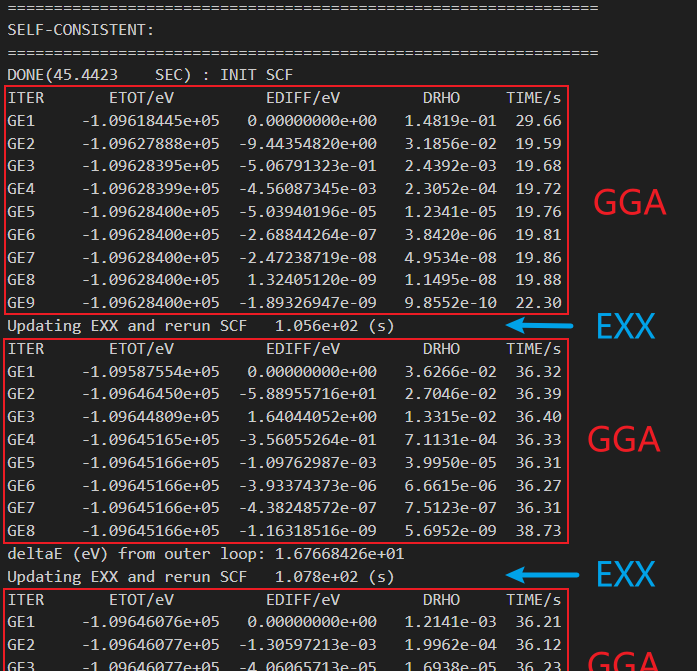 ================================================================
SELF-CONSISTENT:
================================================================
DONE(45.4423    SEC) : INIT SCF
ITER       ETOT/eV          EDIFF/eV         DRHO     TIME/s
GE1     -1.09618445e+05   0.00000000e+00   1.4819e-01  29.66
GE2     -1.09627888e+05  -9.44354820e+00   3.1856e-02  19.59
GE3     -1.09628395e+05  -5.06791323e-01   2.4392e-03  19.68
GE4     -1.09628399e+05  -4.56087345e-03   2.3052e-04  19.72
GGA
GE5     -1.09628400e+05  -5.03940196e-05   1.2341e-05  19.76
GE6     -1.09628400e+05  -2.68844264e-07   3.8420e-06  19.81
GE7     -1.09628400e+05  -2.47238719e-08   4.9534e-08  19.86
GE8     -1.09628400e+05   1.32405120e-09   1.1495e-08  19.88
GE9     -1.09628400e+05  -1.89326947e-09   9.8552e-10  22.30
Updating EXX and rerun SCF   1.056e+02 (s)
EXX
ITER       ETOT/eV          EDIFF/eV         DRHO     TIME/s
GE1     -1.09587554e+05   0.00000000e+00   3.6266e-02  36.32
GE2     -1.09646450e+05  -5.88955716e+01   2.7046e-02  36.39
GE3     -1.09644809e+05   1.64044052e+00   1.3315e-02  36.40
GE4     -1.09645165e+05  -3.56055264e-01   7.1131e-04  36.33
GGA
GE5     -1.09645166e+05  -1.09762987e-03   3.9950e-05  36.31
GE6     -1.09645166e+05  -3.93374373e-06   6.6615e-06  36.27
GE7     -1.09645166e+05  -4.38248572e-07   7.5123e-07  36.31
GE8     -1.09645166e+05  -1.16318516e-09   5.6952e-09  38.73
deltaE (eV) from outer loop: 1.67668426e+01
Updating EXX and rerun SCF   1.078e+02 (s)
EXX
ITER       ETOT/eV          EDIFF/eV         DRHO     TIME/s
GE1     -1.09646076e+05   0.00000000e+00   1.2141e-03  36.21
GE2     -1.09646077e+05  -1.30597213e-03   1.9962e-04  36.12
GE3     -1.09646077e+05  -4.06065713e-05   1.6938e-05  36.23
GGA